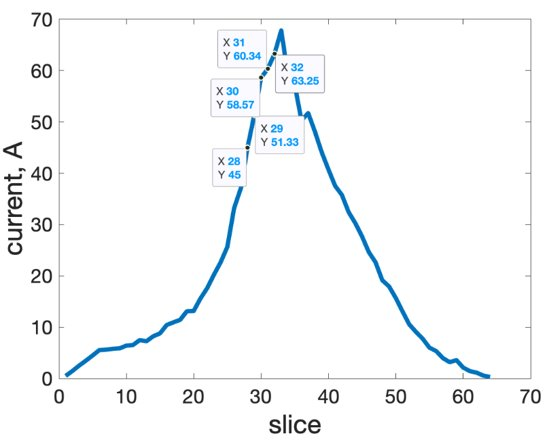 70
60
50
40
30
20
10
0
current, A
X 31
Y 60.34
X 32
Y 63.25
X 30
Y 58.57
X 29
Y 51.33
X 28
Y 45
0 10 20 30 40 50 60 70
slice